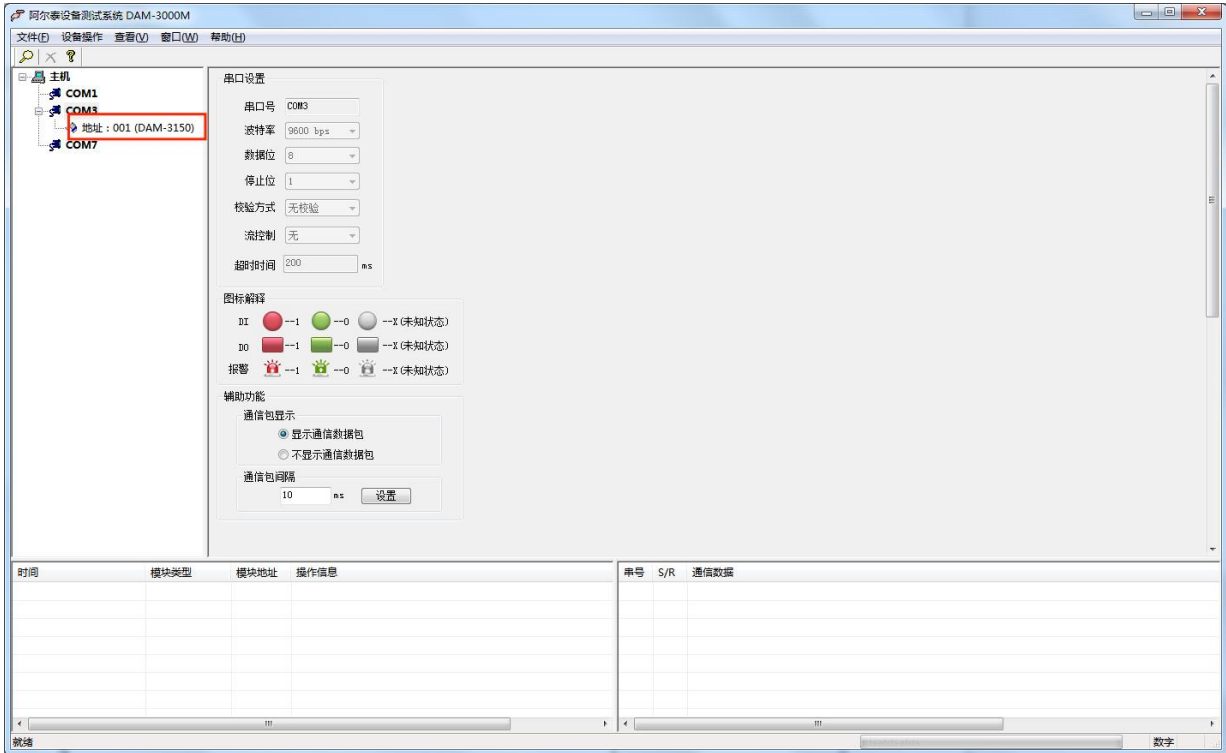 阿尔泰设备测试系统 DAM-3000M
文件(F) 设备操作 查看(V) 窗口(W) 帮助(H)
主机
COM1
COM3
地址：001 (DAM-3150)
COM7
串口设置
串口号 COM3
波特率 9600 bps
数据位 8
停止位 1
校验方式 无校验
流控制 无
超时时间 200 ms
图标解释
DI --1 --0 --X(未知状态)
DO --1 --0 --X(未知状态)
报警 --1 --0 --X(未知状态)
辅助功能
通信包显示
显示通信数据包
不显示通信数据包
通信包间隔
10 ms 设置
时间 模块类型 模块地址 操作信息
串号 S/R 通信数据
就绪 数字